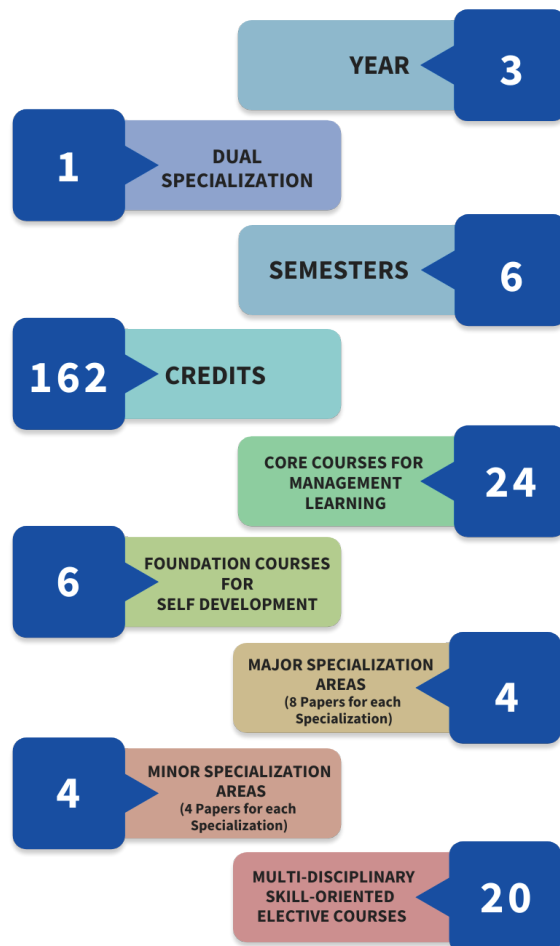 YEAR
3
1
DUAL
SPECIALIZATION
SEMESTERS
6
162
CREDITS
CORE COURSES FOR
MANAGEMENT
LEARNING
24
6
FOUNDATION COURSES
FOR
SELF DEVELOPMENT
MAJOR SPECIALIZATION
AREAS
(8 Papers for each
Specialization)
4
4
MINOR SPECIALIZATION
AREAS
(4 Papers for each
Specialization)
MULTI-DISCIPLINARY
SKILL-ORIENTED
ELECTIVE COURSES
20